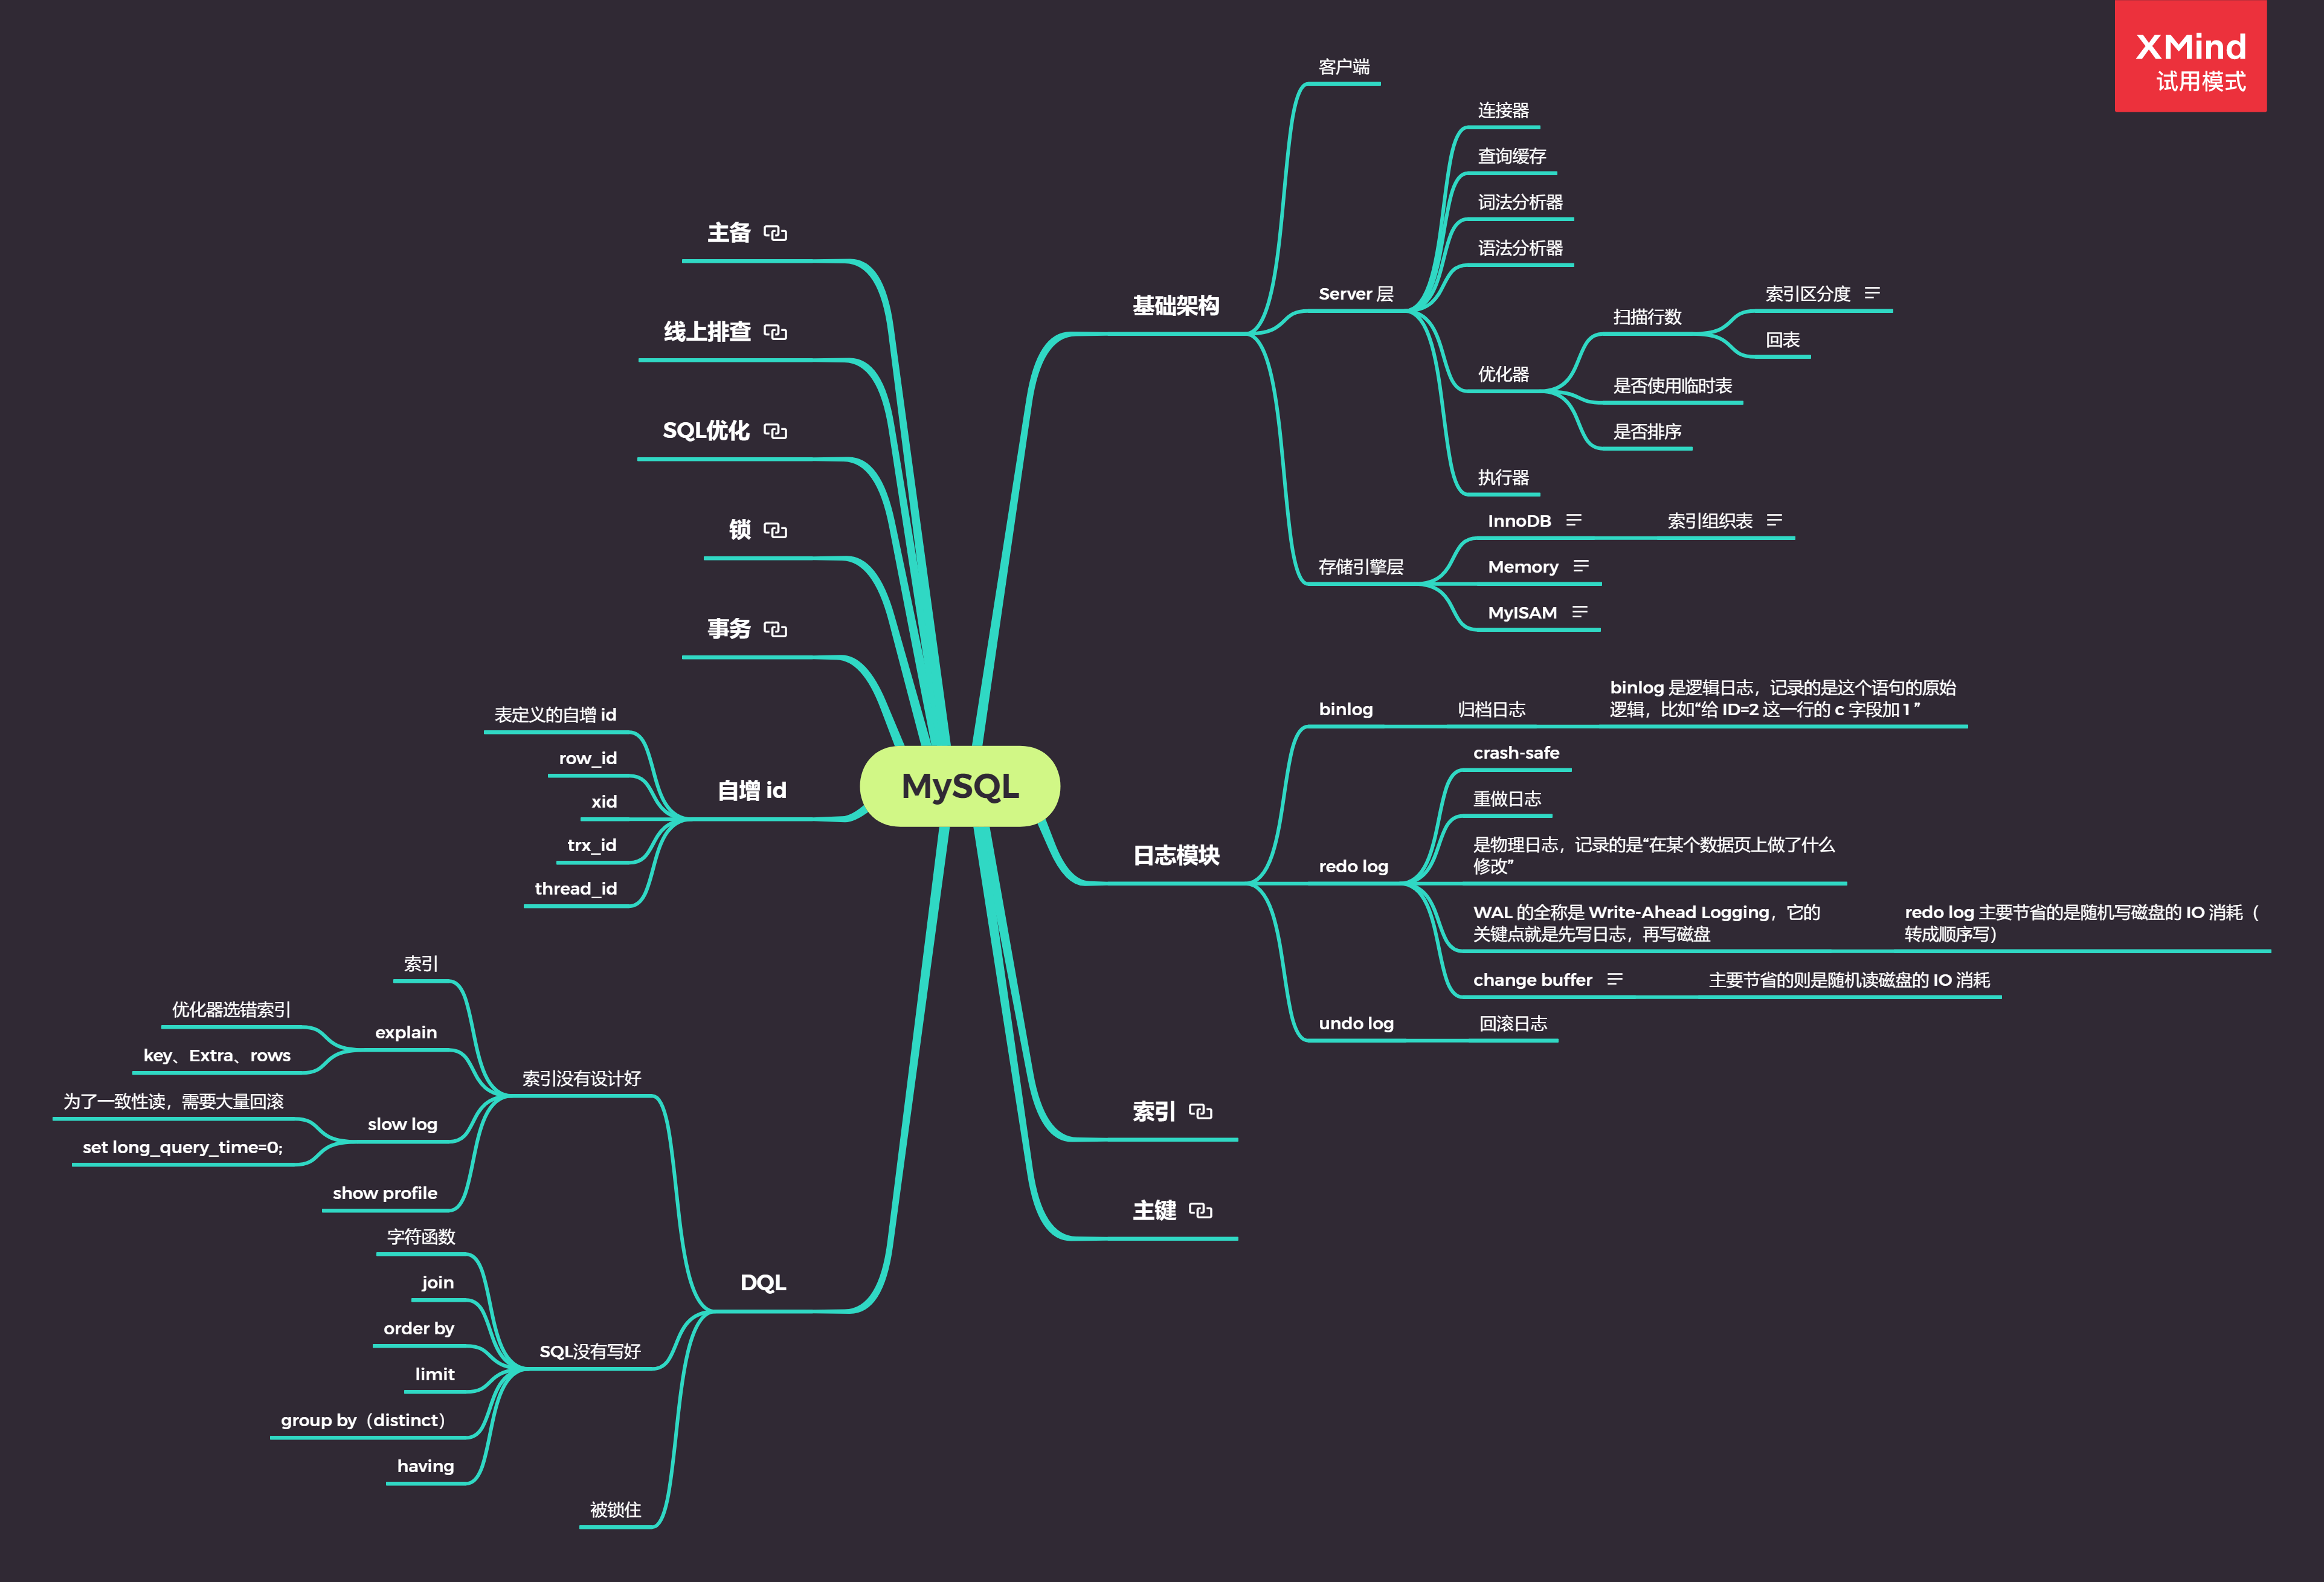 XMind
试用模式
MySQL
基础架构
客户端
Server 层
连接器
查询缓存
词法分析器
语法分析器
优化器
扫描行数
索引区分度
回表
是否使用临时表
是否排序
执行器
存储引擎层
InnoDB
索引组织表
Memory
MyISAM
日志模块
binlog
归档日志
binlog 是逻辑日志，记录的是这个语句的原始
逻辑，比如“给 ID=2 这一行的 c 字段加1 ”
redo log
crash-safe
重做日志
是物理日志，记录的是“在某个数据页上做了什么
修改”
WAL 的全称是 Write-Ahead Logging，它的
关键点就是先写日志，再写磁盘
redo log 主要节省的是随机写磁盘的 IO 消耗（
转成顺序写）
change buffer
主要节省的则是随机读磁盘的 IO 消耗
undo log
回滚日志
索引
主键
主备
线上排查
SQL优化
锁
事务
自增 id
表定义的自增 id
row_id
xid
trx_id
thread_id
DQL
索引没有设计好
索引
explain
优化器选错索引
key、Extra、rows
slow log
为了一致性读，需要大量回滚
set long_query_time=0;
show profile
SQL没有写好
字符函数
join
order by
limit
group by（distinct）
having
被锁住